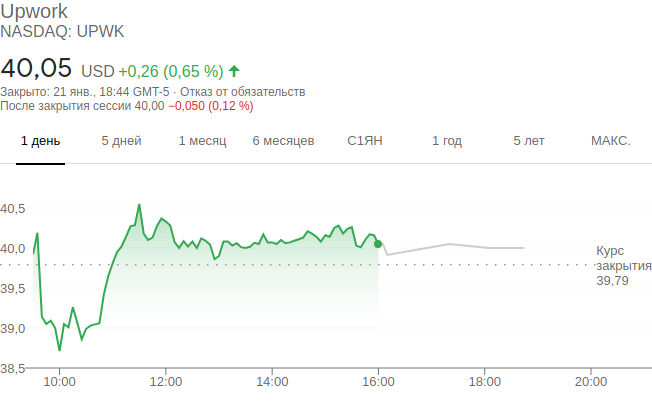 Upwork
NASDAQ: UPWK
40,05 USD +0,26 (0,65 %)
Закрыто: 21 янв., 18:44 GMT-5 · Отказ от обязательств
После закрытия сессии 40,00 −0,050 (0,12 %)
1 день 5 дней 1 месяц 6 месяцев С1ЯН 1 год 5 лет МАКС.
40,5
40,0
Курс
закрытия
39,79
39,5
39,0
38,5
10:00 12:00 14:00 16:00 18:00 20:00